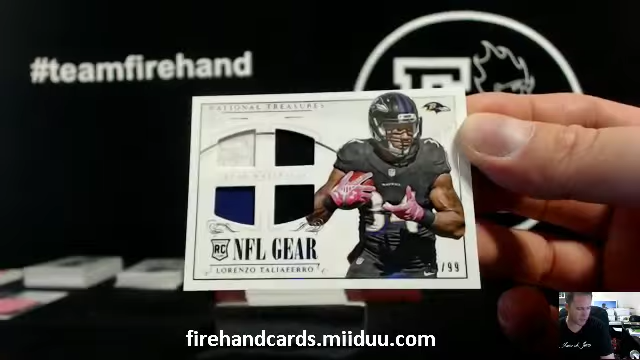 #teamfirehand
NATIONAL TREASURES
RC NFL GEAR
LORENZO TALIAFERRO
/99
firehandcards.miiduu.com